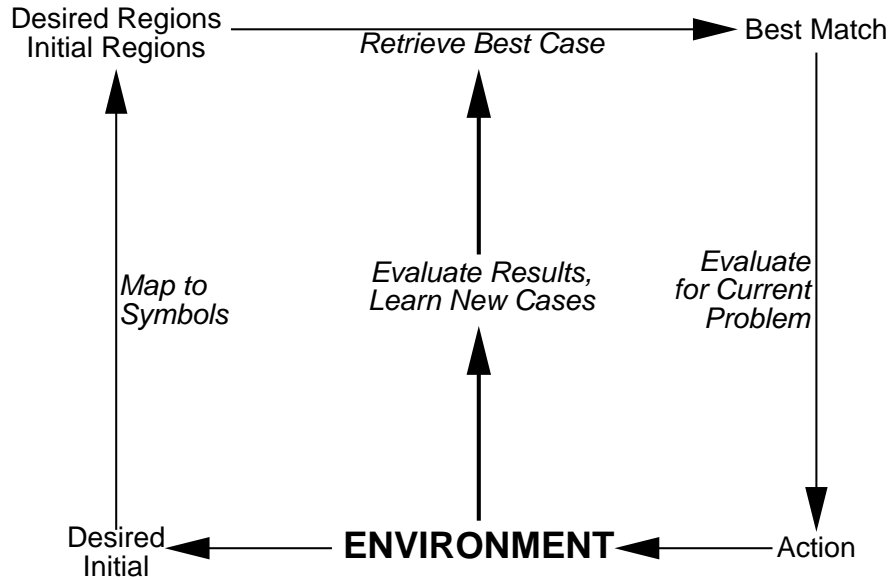 Desired Regions
Initial Regions
Retrieve Best Case
Best Match
Map to
Symbols
Evaluate Results,
Learn New Cases
Evaluate
for Current
Problem
Desired
Initial
ENVIRONMENT
Action